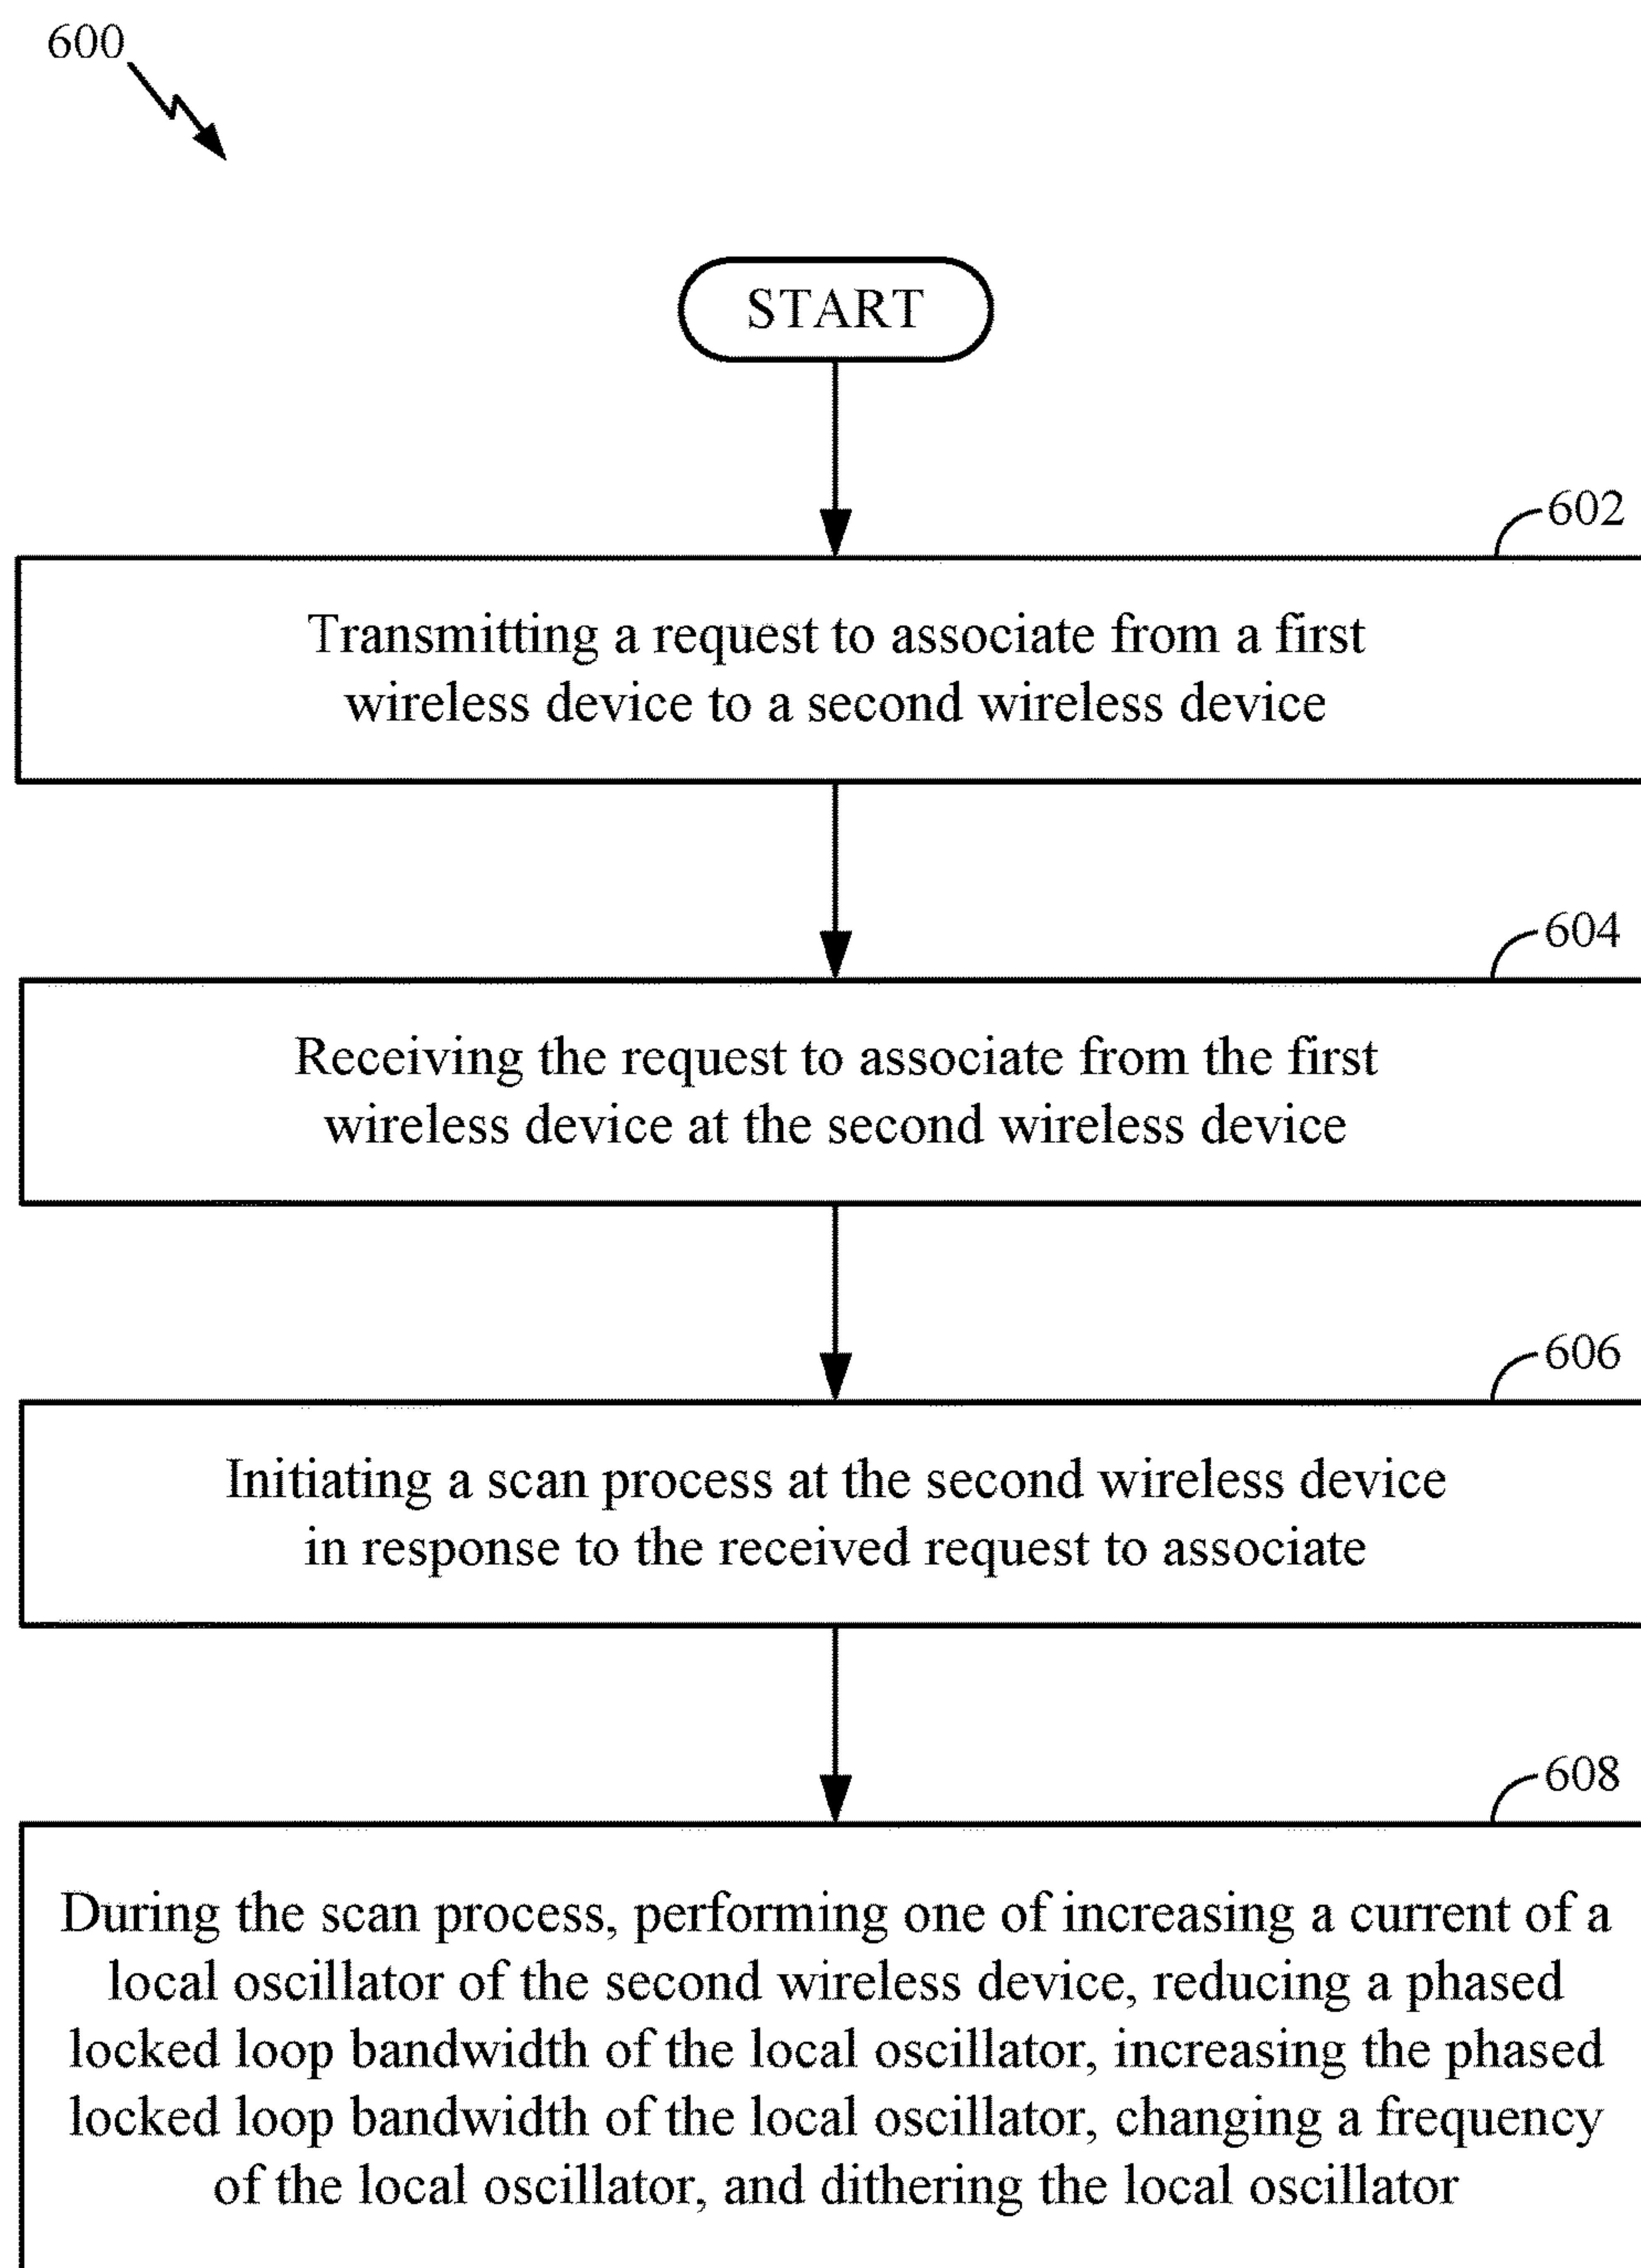 600
START
602
Transmitting a request to associate from a first
wireless device to a second wireless device
604
Receiving the request to associate from the first
wireless device at the second wireless device
606
Initiating a scan process at the second wireless device
in response to the received request to associate
608
During the scan process, performing one of increasing a current of a
local oscillator of the second wireless device, reducing a phased
locked loop bandwidth of the local oscillator, increasing the phased
locked loop bandwidth of the local oscillator, changing a frequency
of the local oscillator, and dithering the local oscillator